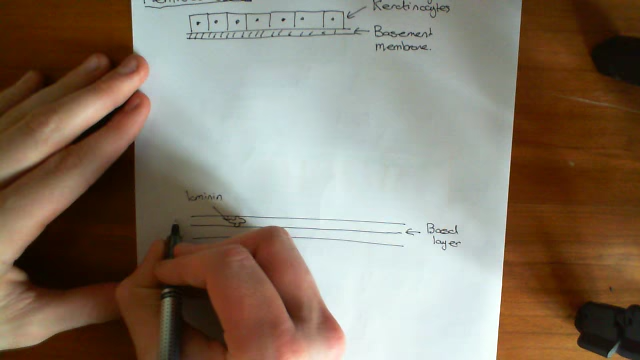 Keratinocytes
Basement
membrane.
laminin
Basal
layer